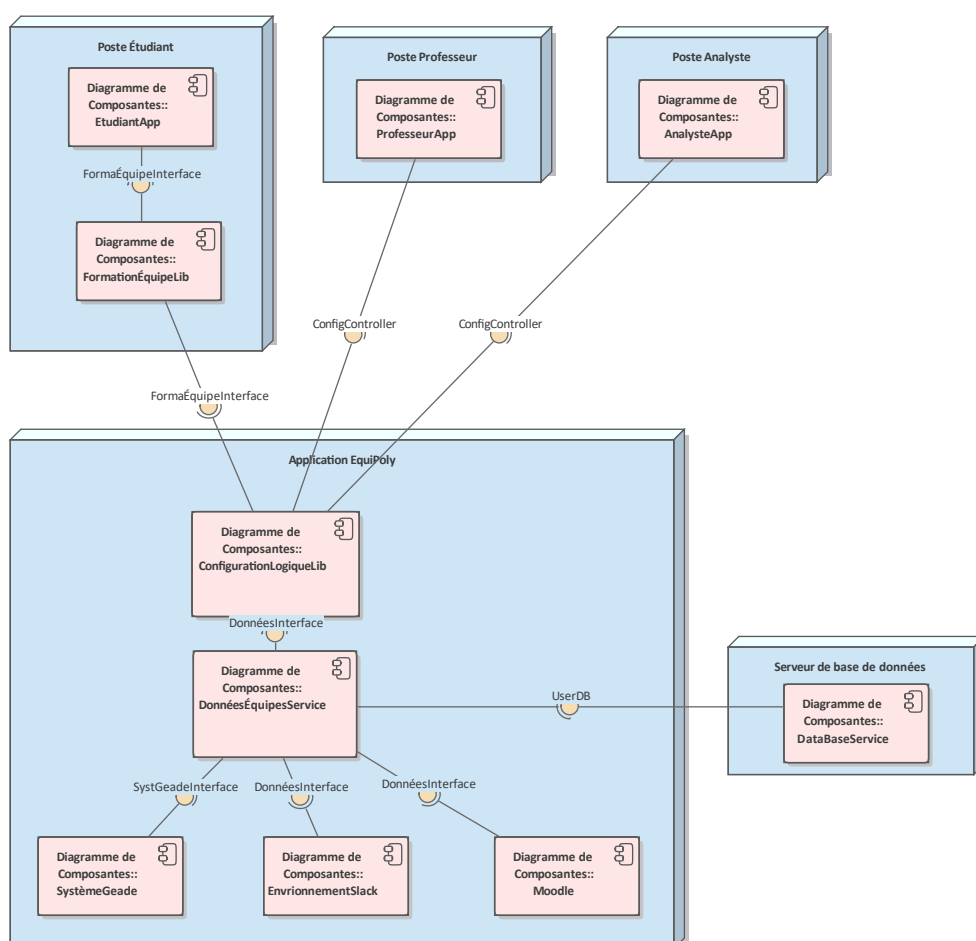 Poste Étudiant
Diagramme de
Composantes::
EtudiantApp
FormaÉquipeInterface
Diagramme de
Composantes::
FormationÉquipeLib
Poste Professeur
Diagramme de
Composantes::
ProfesseurApp
Poste Analyste
Diagramme de
Composantes::
AnalysteApp
ConfigController
ConfigController
FormaÉquipeInterface
Application EquiPoly
Diagramme de
Composantes::
ConfigurationLogiqueLib
DonnéesInterface
Diagramme de
Composantes::
DonnéesÉquipesService
UserDB
Serveur de base de données
Diagramme de
Composantes::
DataBaseService
SystGeadeInterface
DonnéesInterface
DonnéesInterface
Diagramme de
Composantes::
SystèmeGeade
Diagramme de
Composantes::
EnvrionnementSlack
Diagramme de
Composantes::
Moodle